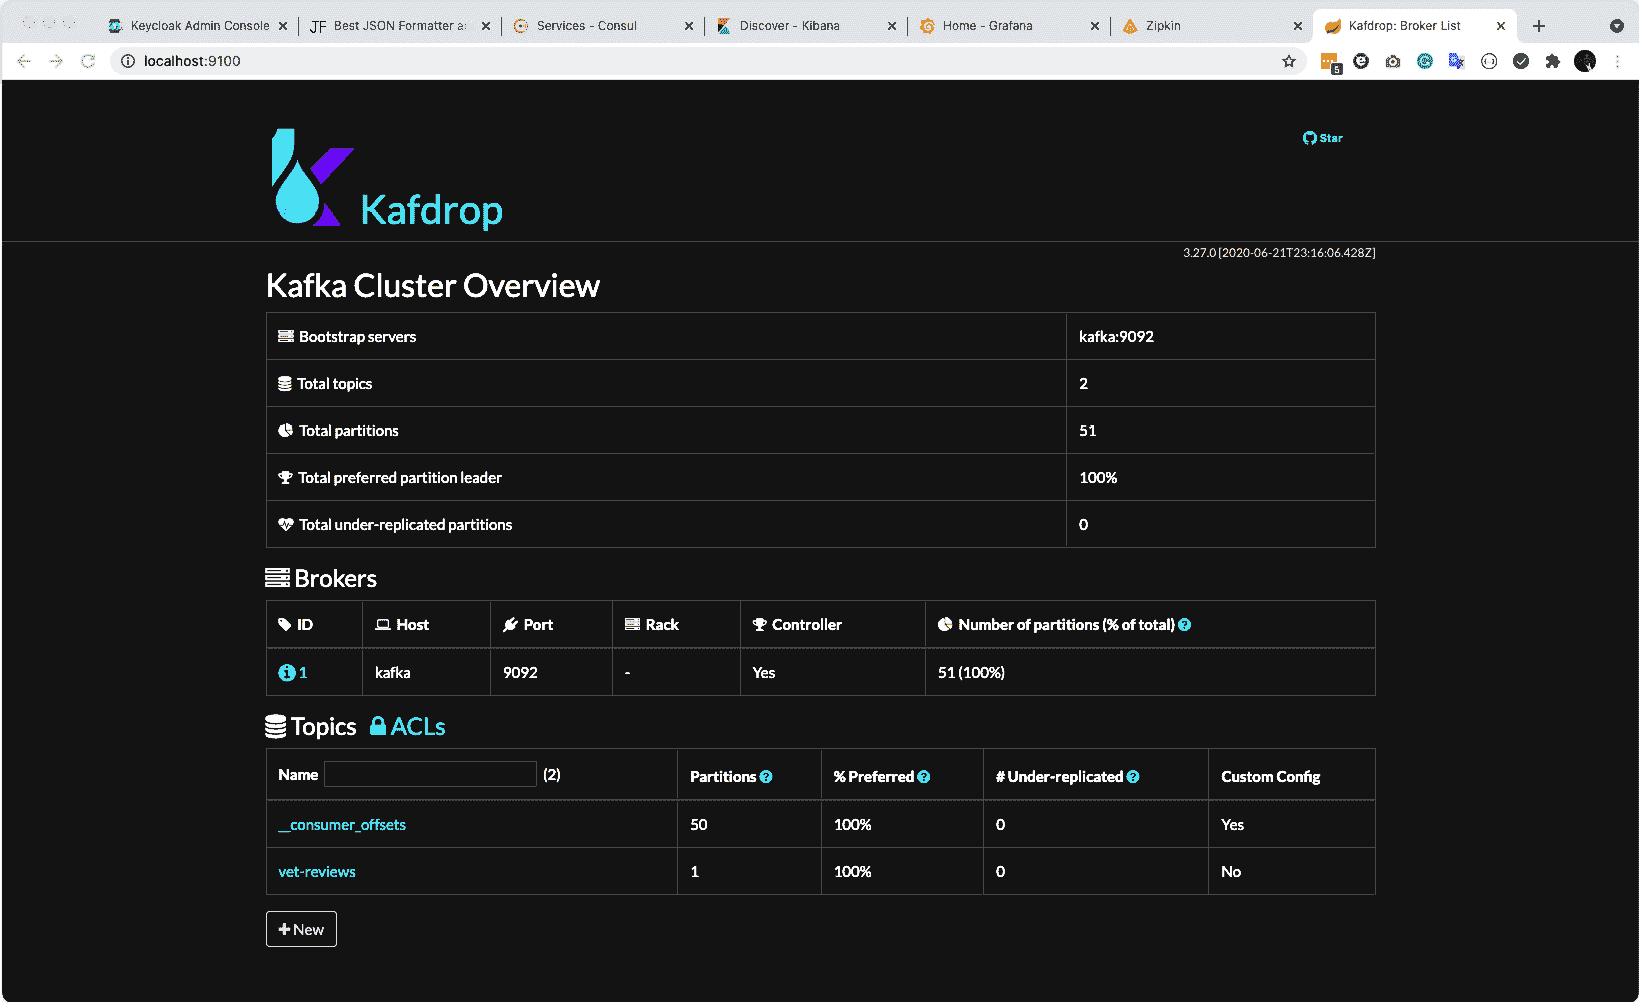 Keycloak Admin Console
JF Best JSON Formatter a
Services - Consul
Discover - Kibana
Home - Grafana
Zipkin
Kafdrop: Broker List
localhost:9100
5
Star
Kafdrop
3.27.0 [2020-06-21T23:16:06.428Z]
Kafka Cluster Overview
Bootstrap servers kafka:9092
Total topics 2
Total partitions 51
Total preferred partition leader 100%
Total under-replicated partitions 0
Brokers
ID Host Port Rack Controller Number of partitions (% of total)
1 kafka 9092 - Yes 51 (100%)
Topics ACLs
Name (2) Partitions % Preferred # Under-replicated Custom Config
__consumer_offsets 50 100% 0 Yes
vet-reviews 1 100% 0 No
+ New